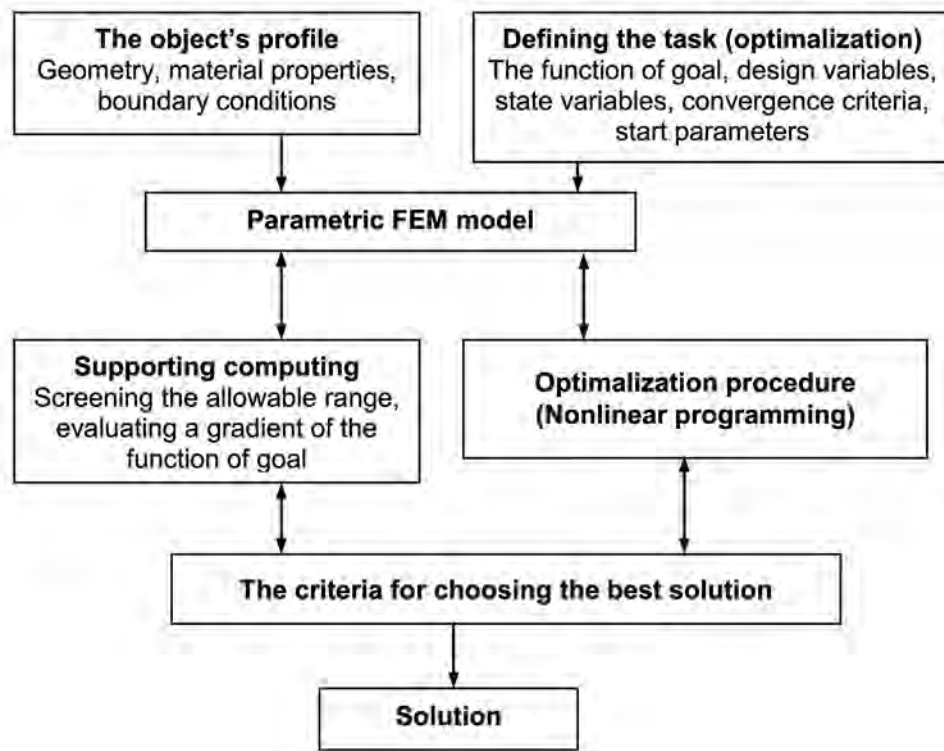 The object's profile
Geometry, material properties,
boundary conditions
Defining the task (optimalization)
The function of goal, design variables,
state variables, convergence criteria,
start parameters
Parametric FEM model
Supporting computing
Screening the allowable range,
evaluating a gradient of the
function of goal
Optimalization procedure
(Nonlinear programming)
The criteria for choosing the best solution
Solution